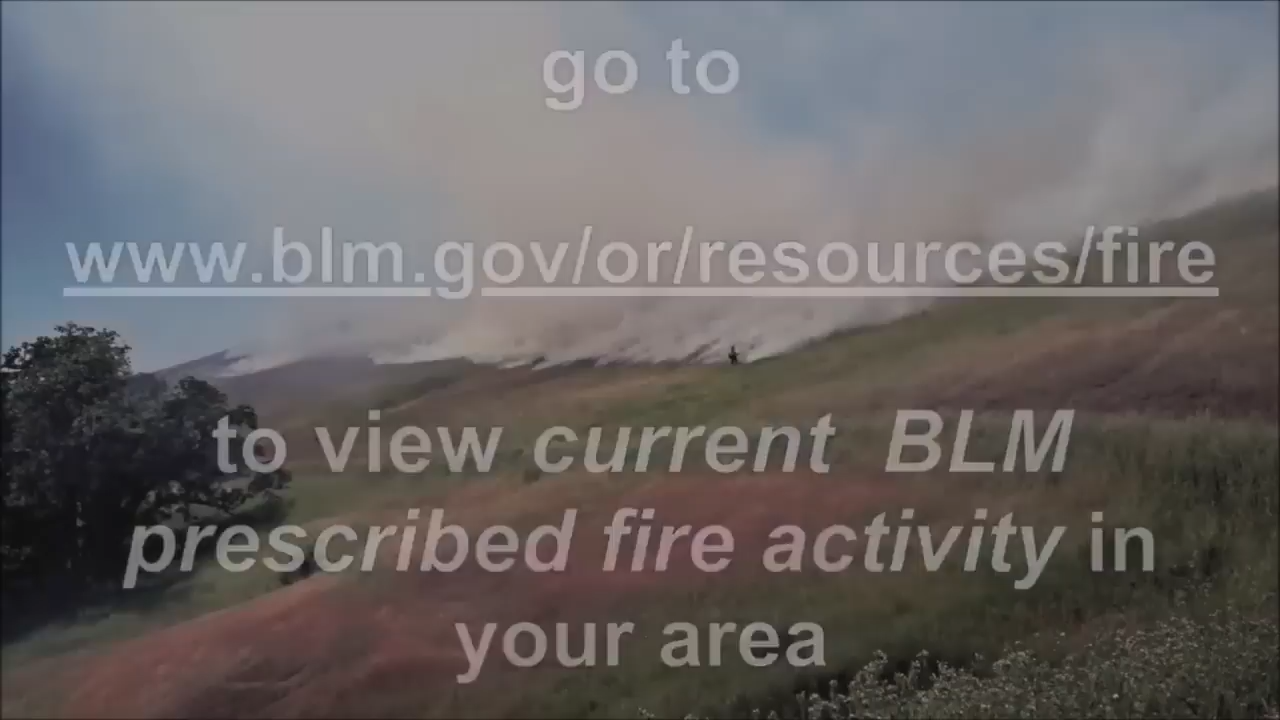 go to
www.blm.gov/or/resources/fire
to view current BLM
prescribed fire activity in
your area